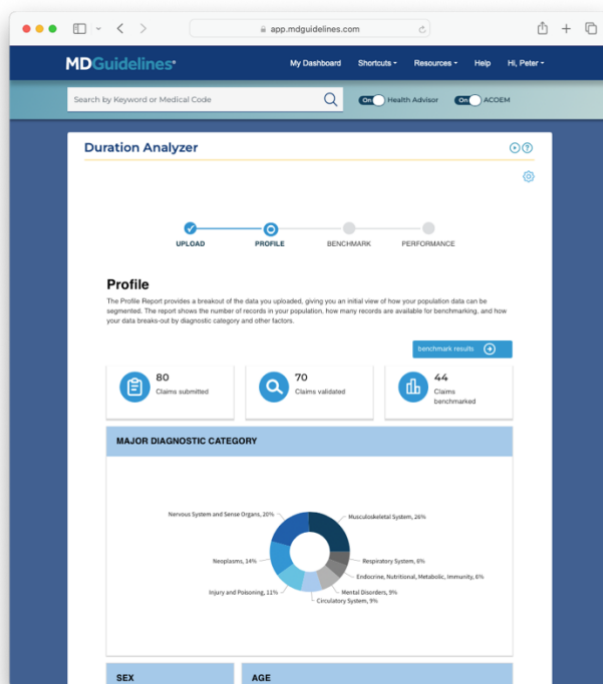 app.mdguidelines.com
MDGuidelines®
My Dashboard Shortcuts Resources Help Hi, Peter
Search by Keyword or Medical Code
On Health Advisor On ACOEM
Duration Analyzer
UPLOAD PROFILE BENCHMARK PERFORMANCE
Profile
The Profile Report provides a breakout of the data you uploaded, giving you an initial view of how your population data can be
segmented. The report shows the number of records in your population, how many records are available for benchmarking, and how
your data breaks-out by diagnostic category and other factors.
benchmark results
80
Claims submitted
70
Claims validated
44
Claims
benchmarked
MAJOR DIAGNOSTIC CATEGORY
Nervous System and Sense Organs, 20%
Musculoskeletal System, 26%
Neoplasms, 14%
Respiratory System, 6%
Endocrine, Nutritional, Metabolic, Immunity, 6%
Injury and Poisoning, 11%
Mental Disorders, 9%
Circulatory System, 9%
SEX
AGE